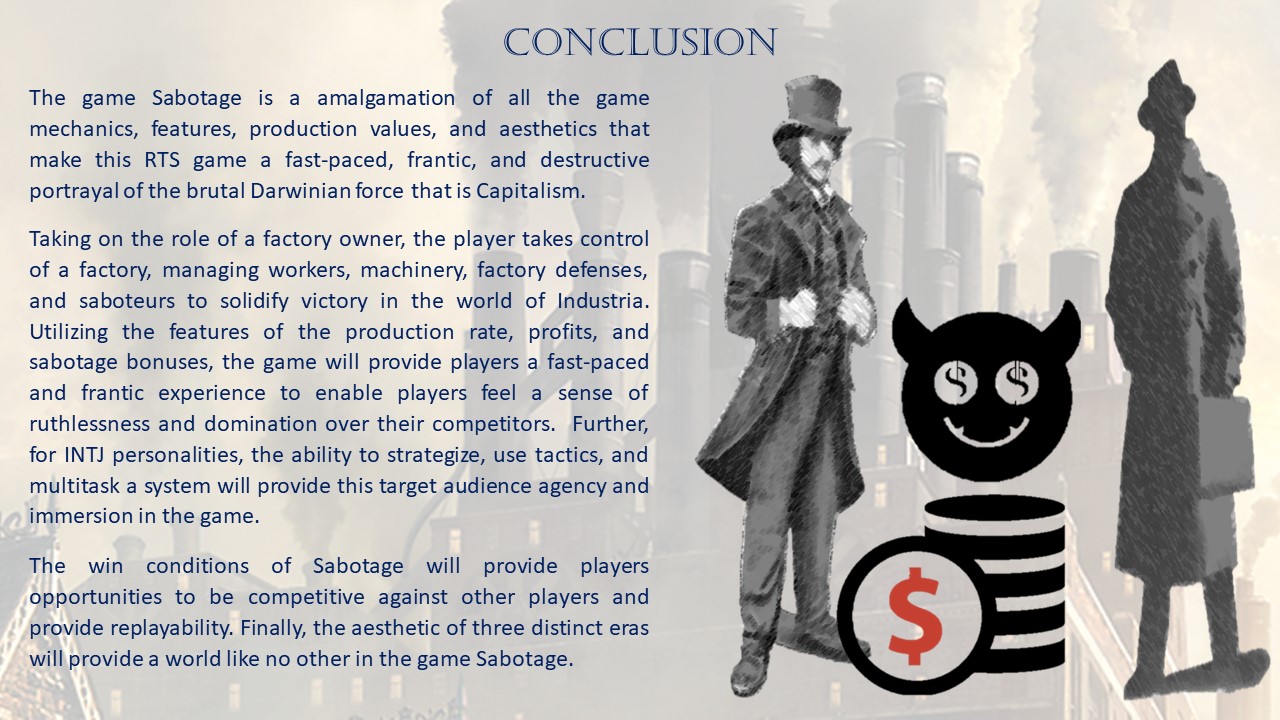 CONCLUSION
The game Sabotage is a amalgamation of all the game
mechanics, features, production values, and aesthetics that
make this RTS game a fast-paced, frantic, and destructive
portrayal of the brutal Darwinian force that is Capitalism.
Taking on the role of a factory owner, the player takes control
of a factory, managing workers, machinery, factory defenses,
and saboteurs to solidify victory in the world of Industria.
Utilizing the features of the production rate, profits, and
sabotage bonuses, the game will provide players a fast-paced
and frantic experience to enable players feel a sense of
ruthlessness and domination over their competitors. Further,
for INTJ personalities, the ability to strategize, use tactics, and
multitask a system will provide this target audience agency and
immersion in the game.
The win conditions of Sabotage will provide players
opportunities to be competitive against other players and
provide replayability. Finally, the aesthetic of three distinct eras
will provide a world like no other in the game Sabotage.
$ $
$